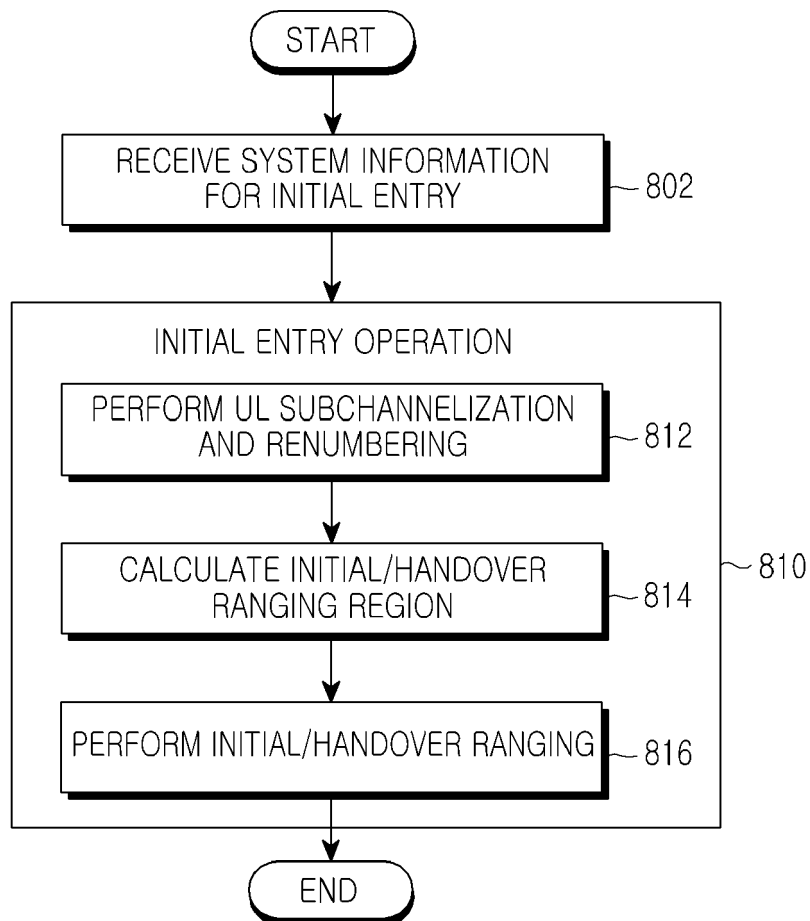 START
RECEIVE SYSTEM INFORMATION
FOR INITIAL ENTRY
802
INITIAL ENTRY OPERATION
PERFORM UL SUBCHANNELIZATION
AND RENUMBERING
812
CALCULATE INITIAL/HANDOVER
RANGING REGION
814
810
PERFORM INITIAL/HANDOVER RANGING
816
END